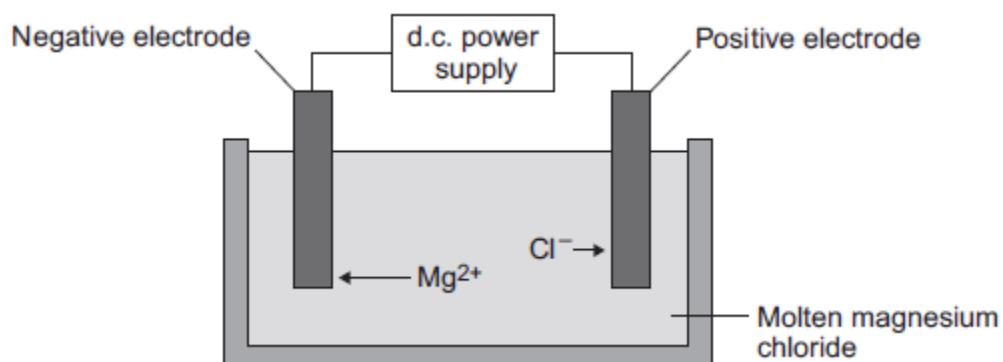 Negative electrode
d.c. power
supply
Positive electrode
Cl⁻
Mg²⁺
Molten magnesium
chloride